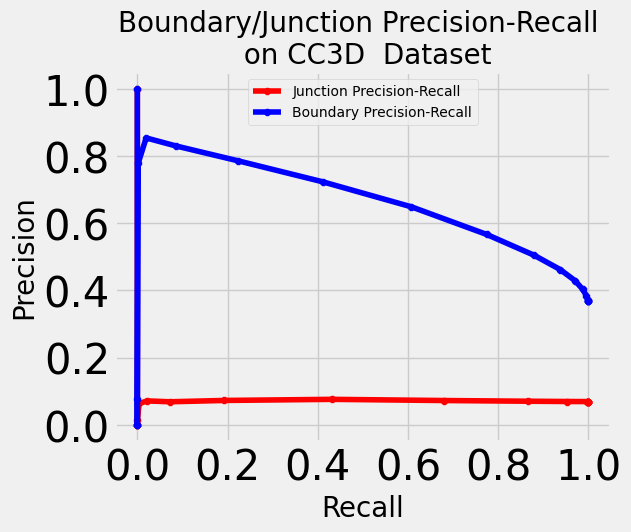 Boundary/Junction Precision-Recall
on CC3D Dataset
Junction Precision-Recall
Boundary Precision-Recall
1.0
0.8
0.6
0.4
0.2
0.0
Precision
0.0 0.2 0.4 0.6 0.8 1.0
Recall